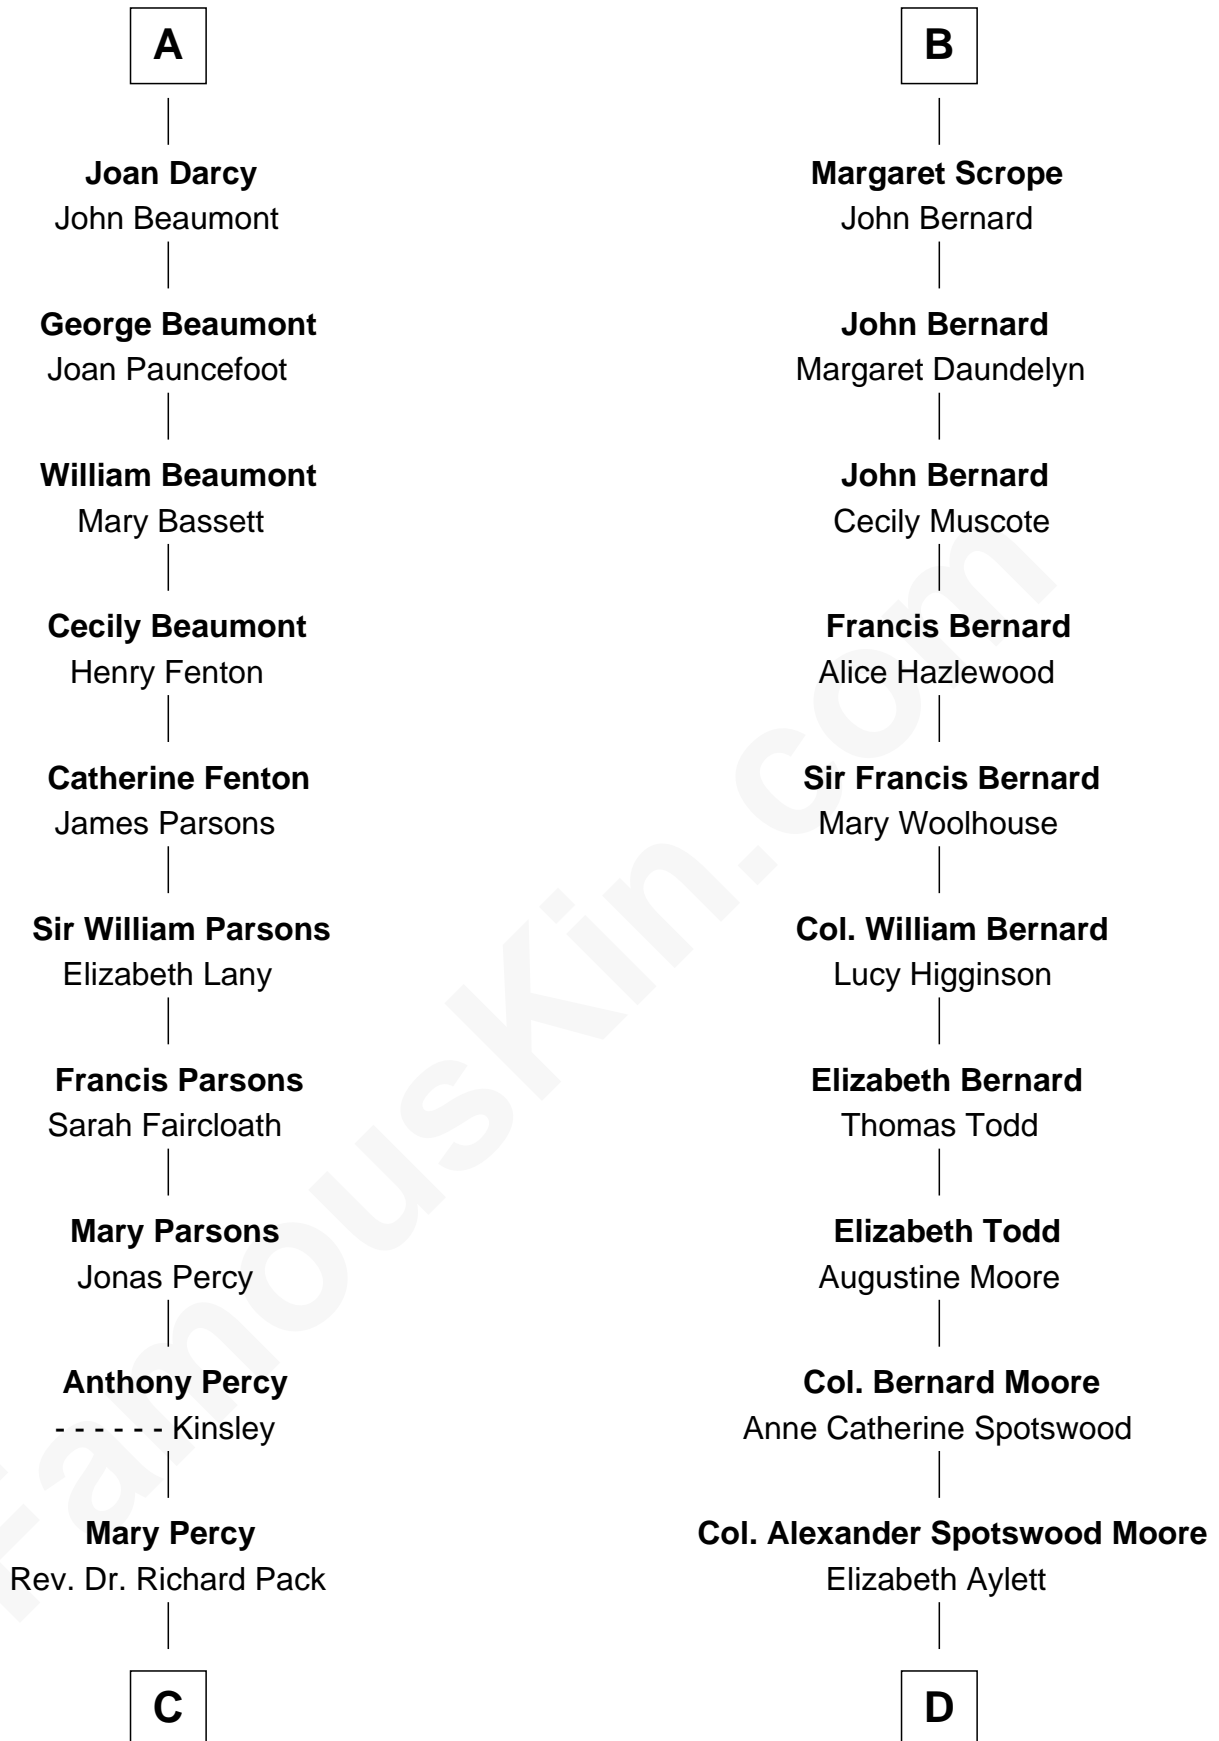 A
Joan Darcy
John Beaumont
George Beaumont
Joan Pauncefoot
William Beaumont
Mary Bassett
Cecily Beaumont
Henry Fenton
Catherine Fenton
James Parsons
Sir William Parsons
Elizabeth Lany
Francis Parsons
Sarah Faircloath
Mary Parsons
Jonas Percy
Anthony Percy
- - - - - - Kinsley
Mary Percy
Rev. Dr. Richard Pack
C
B
Margaret Scrope
John Bernard
John Bernard
Margaret Daundelyn
John Bernard
Cecily Muscote
Francis Bernard
Alice Hazlewood
Sir Francis Bernard
Mary Woolhouse
Col. William Bernard
Lucy Higginson
Elizabeth Bernard
Thomas Todd
Elizabeth Todd
Augustine Moore
Col. Bernard Moore
Anne Catherine Spotswood
Col. Alexander Spotswood Moore
Elizabeth Aylett
D
FamousKin.com